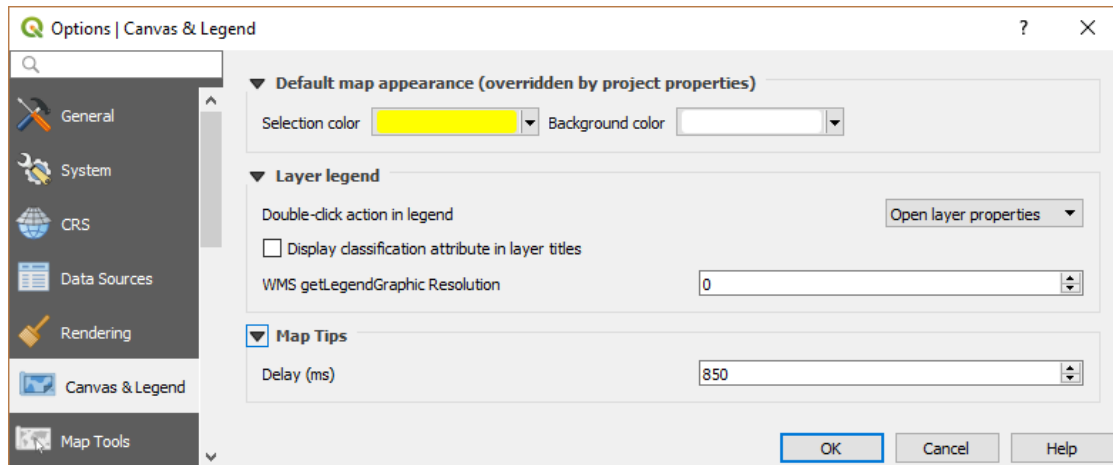 Options | Canvas & Legend
General
System
CRS
Data Sources
Rendering
Canvas & Legend
Map Tools
Default map appearance (overridden by project properties)
Selection color Background color
Layer legend
Double-click action in legend Open layer properties
Display classification attribute in layer titles
WMS getLegendGraphic Resolution 0
Map Tips
Delay (ms) 850
OK Cancel Help